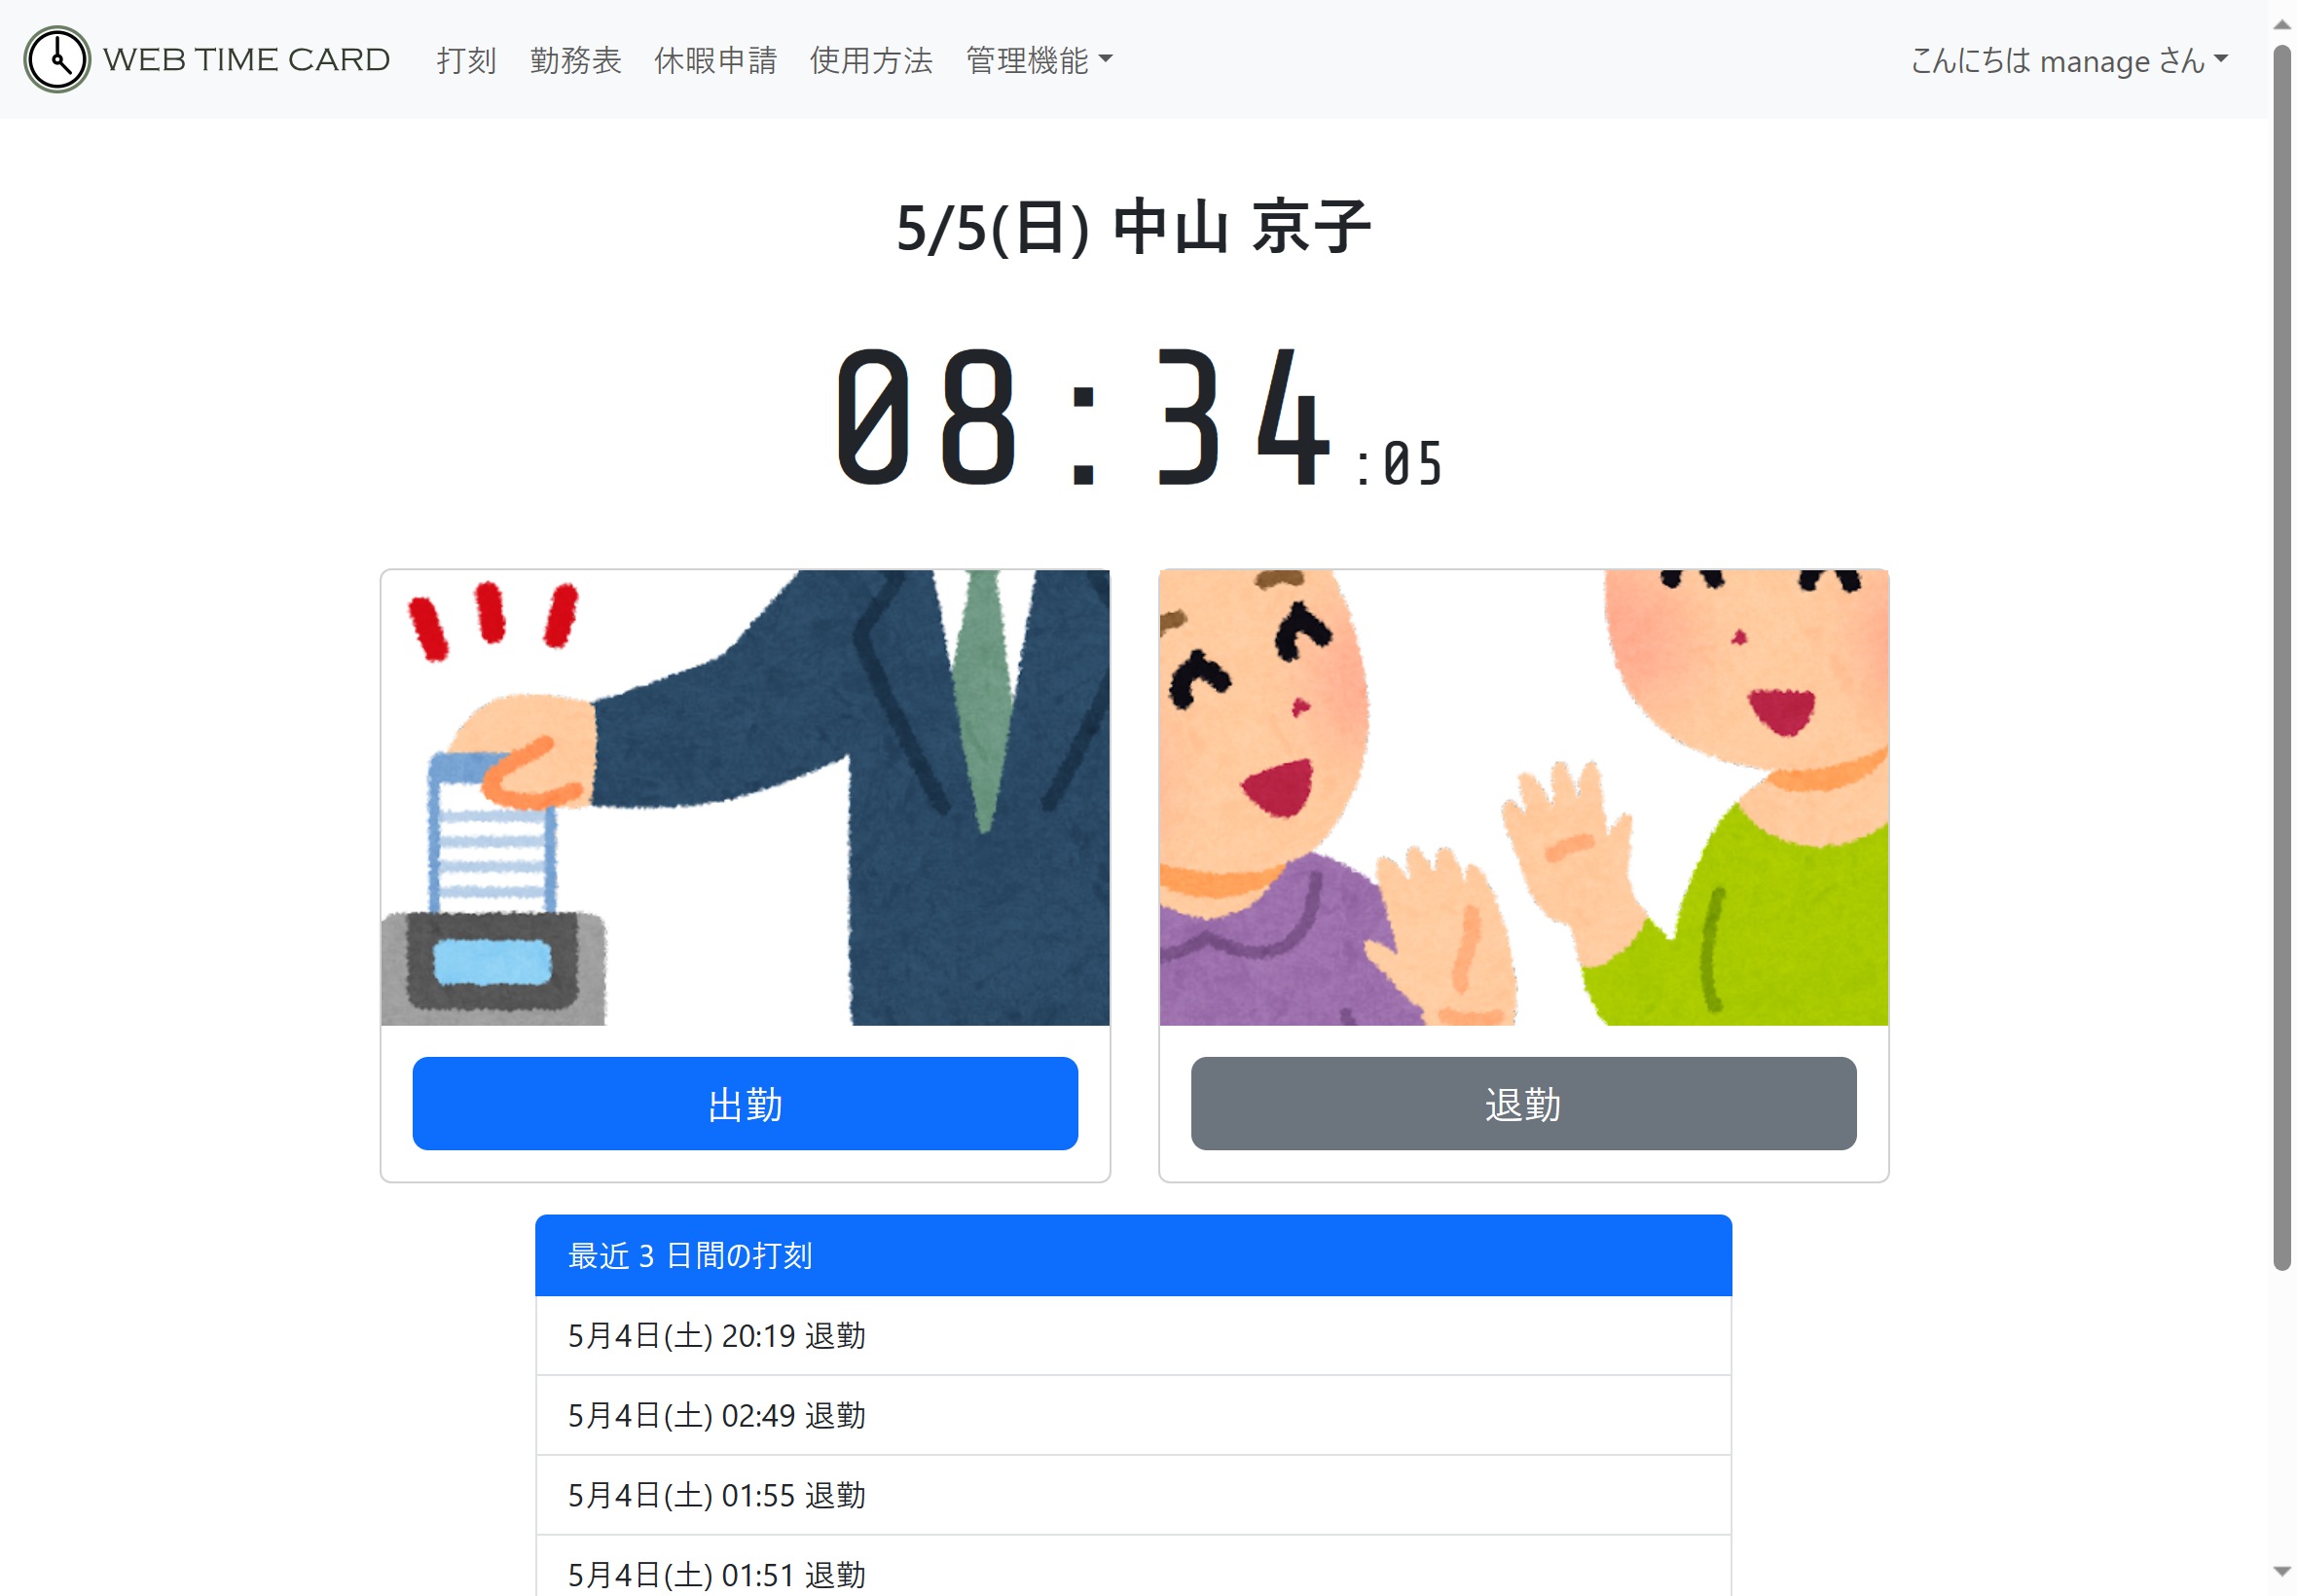 WEB TIME CARD 打刻 勤務表 休暇申請 使用方法 管理機能 こんにちは manage さん
5/5(日) 中山 京子
08:34:05
出勤
退勤
最近 3 日間の打刻
5月4日(土) 20:19 退勤
5月4日(土) 02:49 退勤
5月4日(土) 01:55 退勤
5月4日(土) 01:51 退勤